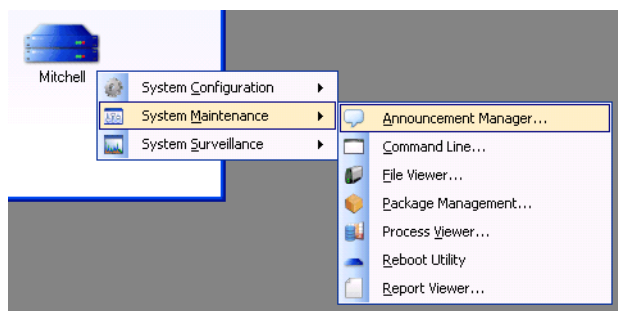 Mitchell
System Configuration
System Maintenance
System Surveillance
Announcement Manager...
Command Line...
File Viewer...
Package Management...
Process Viewer...
Reboot Utility
Report Viewer...